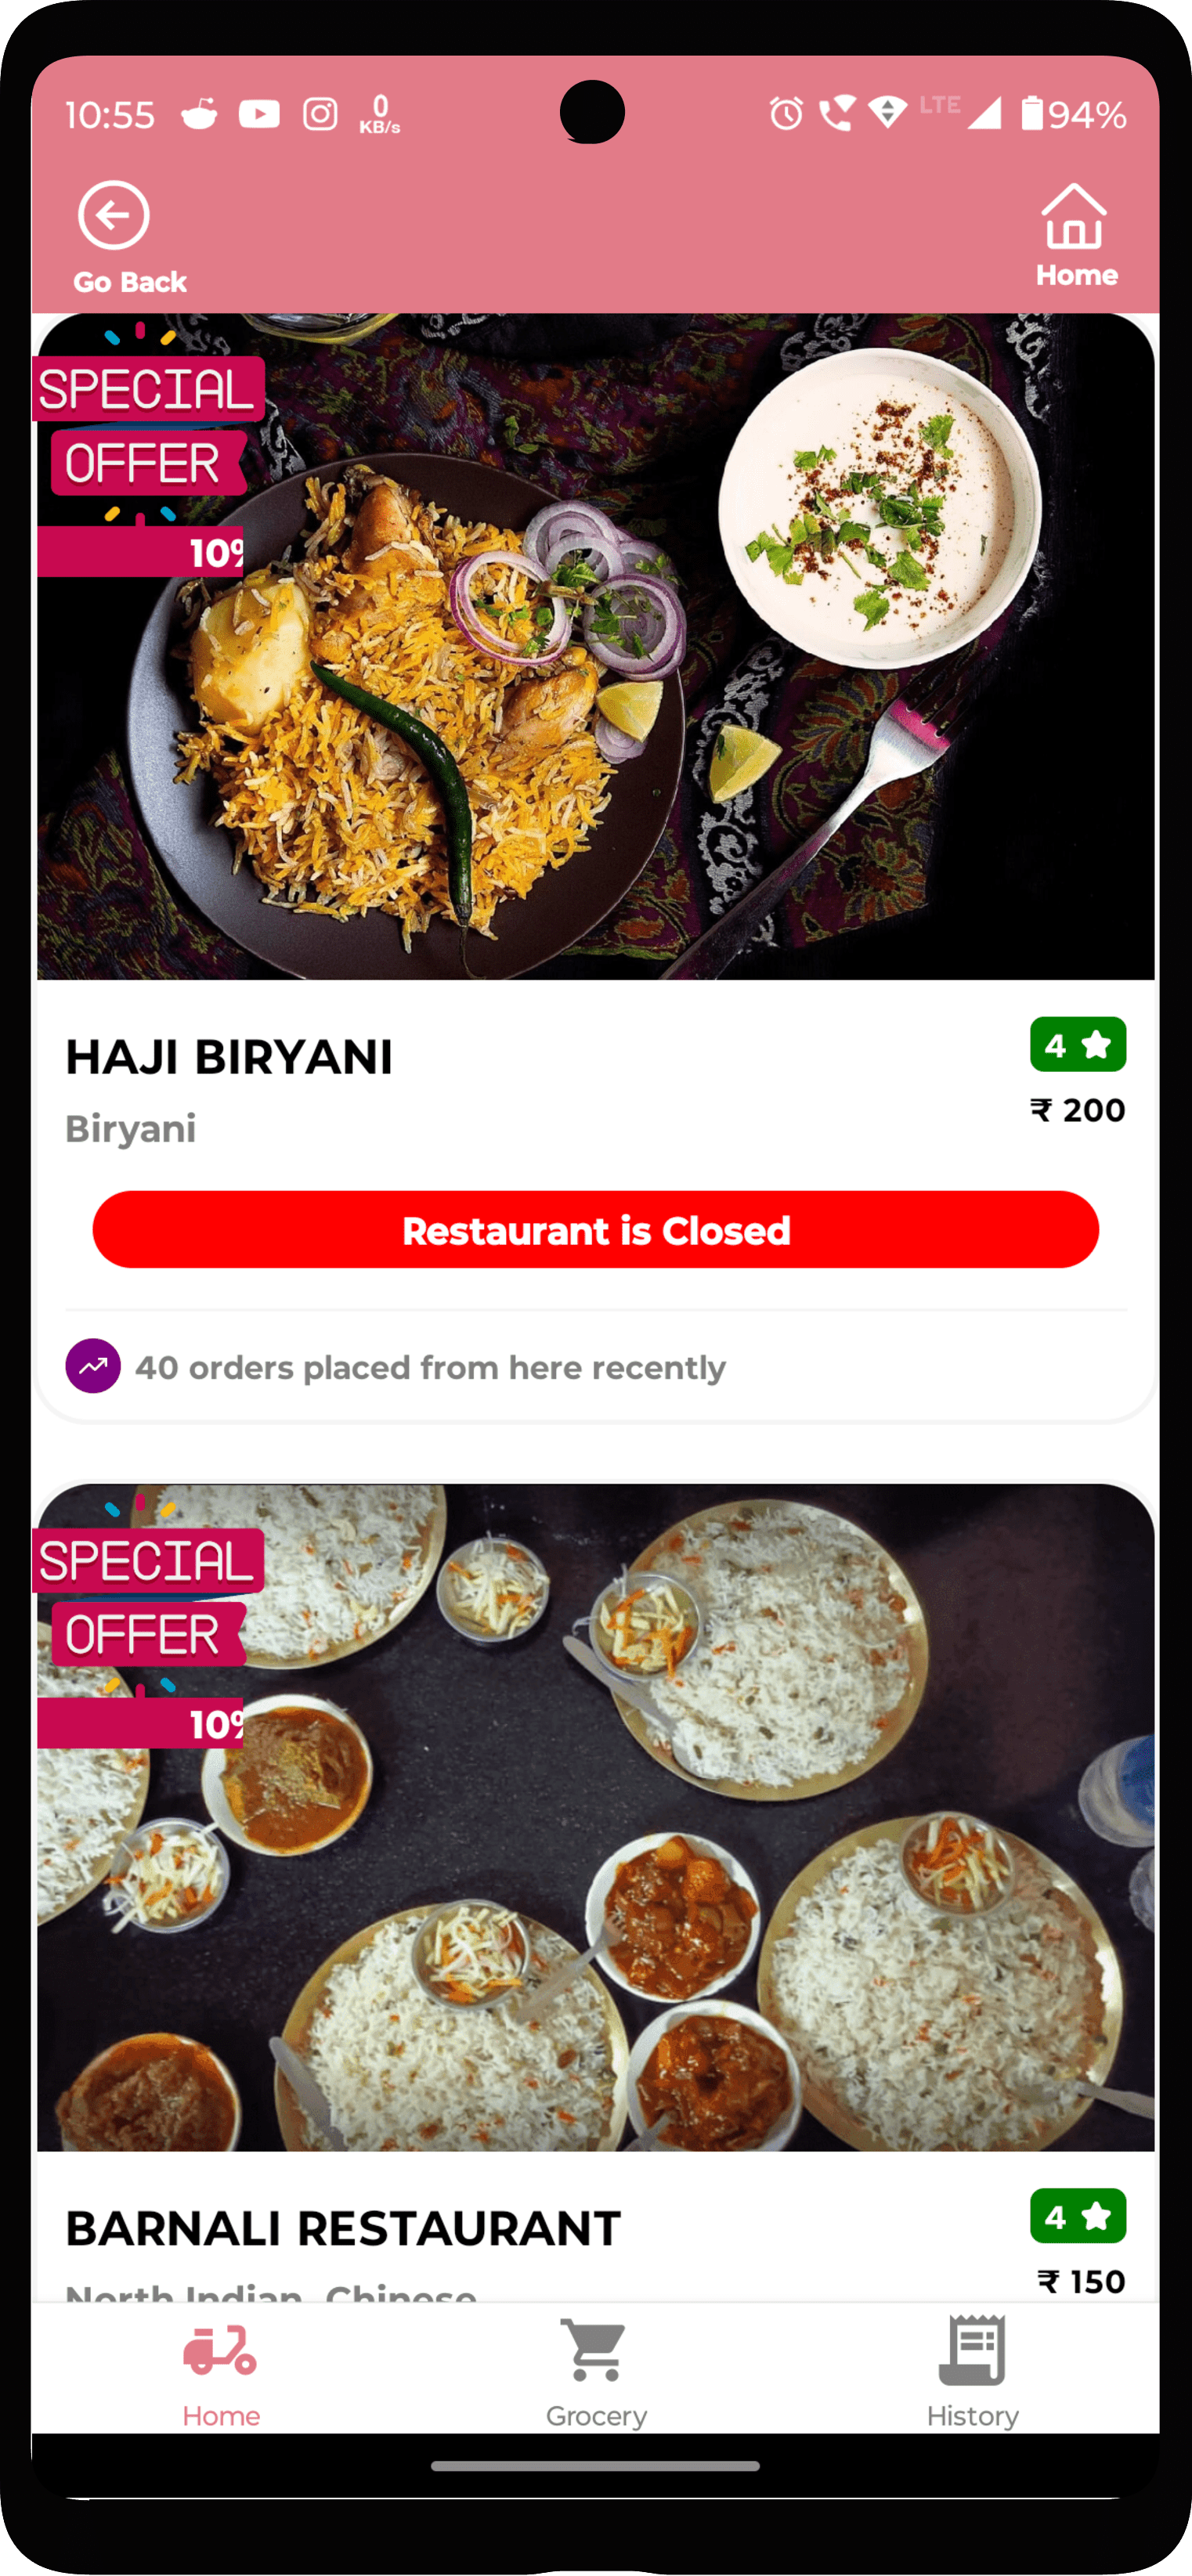 10:55 0 KB/s LTE 94%
Go Back
Home
SPECIAL
OFFER
10%
HAJI BIRYANI
4
₹ 200
Biryani
Restaurant is Closed
40 orders placed from here recently
SPECIAL
OFFER
10%
BARNALI RESTAURANT
4
₹ 150
North Indian, Chinese
Home
Grocery
History